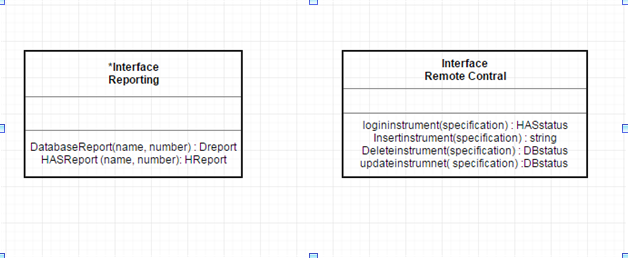 *Interface
Reporting
DatabaseReport(name, number) : Dreport
HASReport (name, number): HReport
Interface
Remote Contral
logininstrument(specification) : HASstatus
Insertinstrument(specification) : string
Deleteinstrument(specification) : DBstatus
updateinstrumnet( specification) :DBstatus